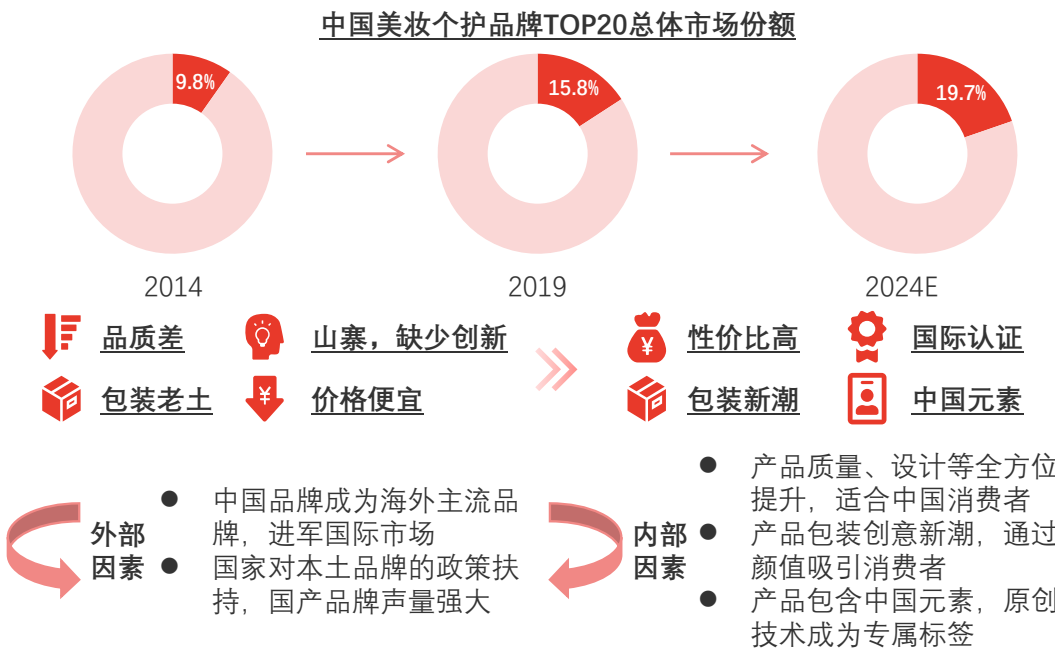 中国美妆个护品牌TOP20总体市场份额
9.8%
15.8%
19.7%
2014
2019
2024E
品质差
山寨，缺少创新
性价比高
国际认证
包装老土
¥
价格便宜
¥
包装新潮
中国元素
外部
因素
● 中国品牌成为海外主流品
牌，进军国际市场
● 国家对本土品牌的政策扶
持，国产品牌声量强大
内部
因素
● 产品质量、设计等全方位
提升，适合中国消费者
● 产品包装创意新潮，通过
颜值吸引消费者
● 产品包含中国元素，原创
技术成为专属标签